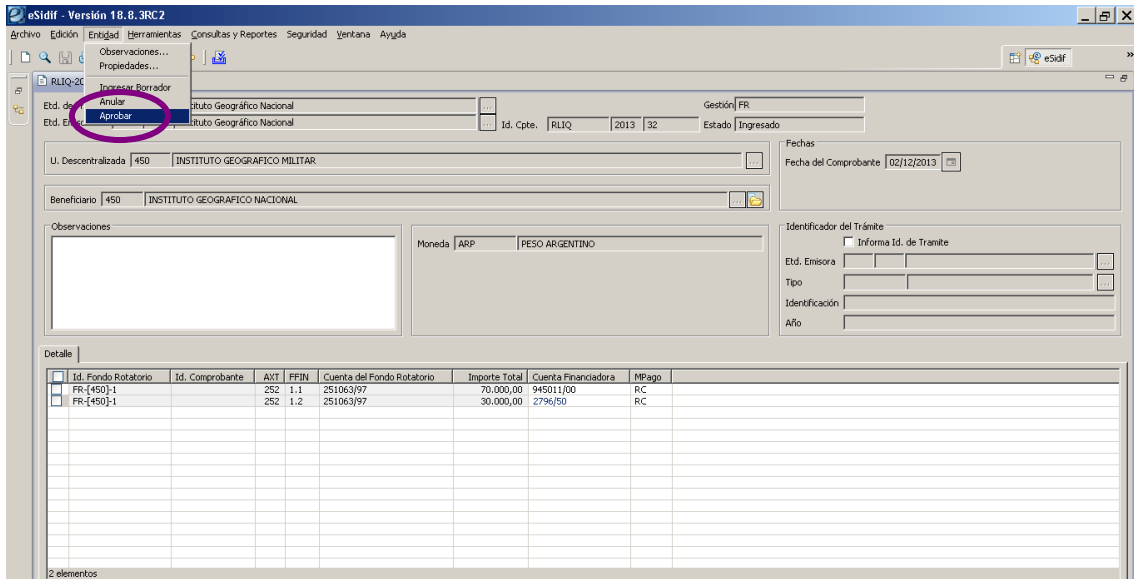 eSidif - Versión 18.8.3RC2
Archivo Edición Entidad Herramientas Consultas y Reportes Seguridad Ventana Ayuda
Observaciones...
Propiedades...
Ingresar Borrador
Anular
Aprobar
eSidif
»
RLIQ-20
Etd. de
Instituto Geográfico Nacional
...
Gestión FR
Instituto Geográfico Nacional
...
Id. Cpte. RLIQ 2013 32
Estado Ingresado
U. Descentralizada 450 INSTITUTO GEOGRAFICO MILITAR ...
Fechas
Fecha del Comprobante 02/12/2013
Beneficiario 450 INSTITUTO GEOGRAFICO NACIONAL ...
Observaciones
Moneda ARP PESO ARGENTINO
Identificador del Trámite
Informa Id. de Tramite
Etd. Emisora ...
Tipo ...
Identificación
Año
Detalle
Id. Fondo Rotatorio Id. Comprobante AXT FFIN Cuenta del Fondo Rotatorio Importe Total Cuenta Financiadora MPago
FR-[450]-1 252 1.1 251063/97 70.000,00 945011/00 RC
FR-[450]-1 252 1.2 251063/97 30.000,00 2796/50 RC
2 elementos